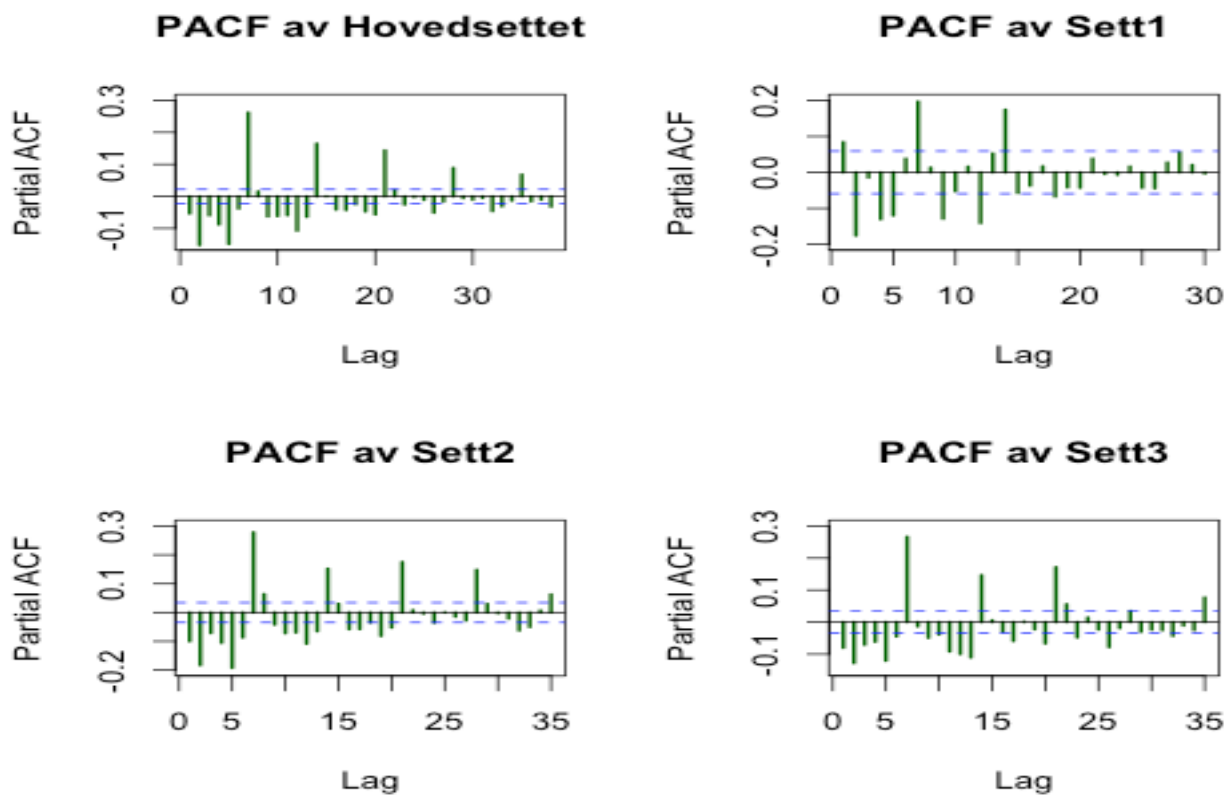 PACF av Hovedsettet
Partial ACF
0.3
0.1
-0.1
0 10 20 30
Lag
PACF av Sett1
Partial ACF
0.2
0.0
-0.2
0 5 10 20 30
Lag
PACF av Sett2
Partial ACF
0.3
0.1
-0.2
0 5 15 25 35
Lag
PACF av Sett3
Partial ACF
0.3
0.1
-0.1
0 5 15 25 35
Lag